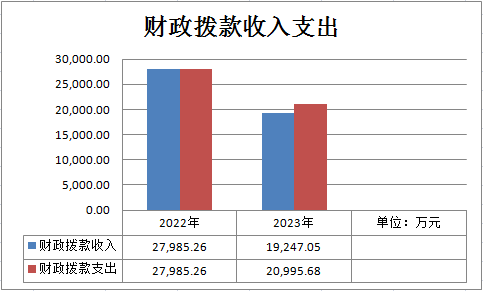 财政拨款收入支出
30,000.00
25,000.00
20,000.00
15,000.00
10,000.00
5,000.00
0.00
2022年 2023年 单位：万元
财政拨款收入 27,985.26 19,247.05
财政拨款支出 27,985.26 20,995.68